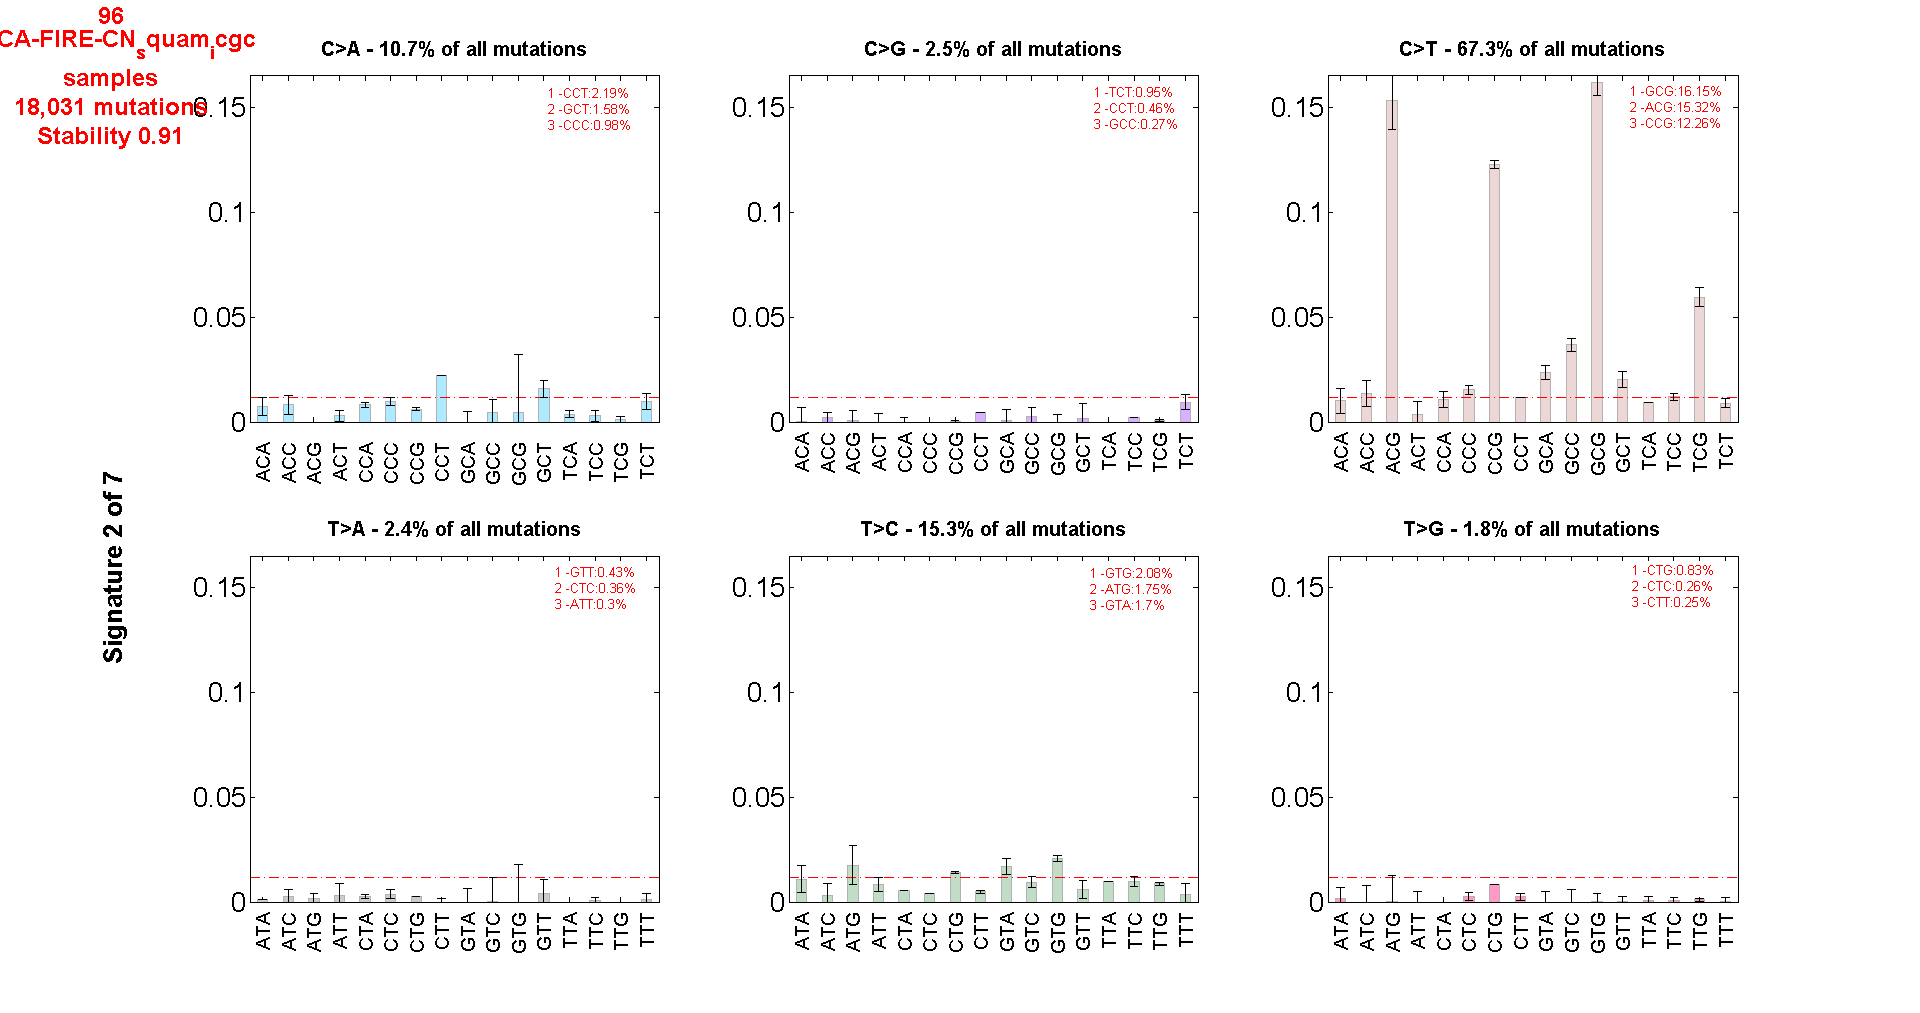 96
CA-FIRE-CNsquamicgc
samples
18,031 mutations
Stability 0.91
Signature 2 of 7
C>A - 10.7% of all mutations
1 -CCT:2.19%
2 -GCT:1.58%
3 -CCC:0.98%
0.15
0.1
0.05
0
ACA ACC ACG ACT CCA CCC CCG CCT GCA GCC GCG GCT TCA TCC TCG TCT
C>G - 2.5% of all mutations
1 -TCT:0.95%
2 -CCT:0.46%
3 -GCC:0.27%
0.15
0.1
0.05
0
ACA ACC ACG ACT CCA CCC CCG CCT GCA GCC GCG GCT TCA TCC TCG TCT
C>T - 67.3% of all mutations
1 -GCG:16.15%
2 -ACG:15.32%
3 -CCG:12.26%
0.15
0.1
0.05
0
ACA ACC ACG ACT CCA CCC CCG CCT GCA GCC GCG GCT TCA TCC TCG TCT
T>A - 2.4% of all mutations
1 -GTT:0.43%
2 -CTC:0.36%
3 -ATT:0.3%
0.15
0.1
0.05
0
ATA ATC ATG ATT CTA CTC CTG CTT GTA GTC GTG GTT TTA TTC TTG TTT
T>C - 15.3% of all mutations
1 -GTG:2.08%
2 -ATG:1.75%
3 -GTA:1.7%
0.15
0.1
0.05
0
ATA ATC ATG ATT CTA CTC CTG CTT GTA GTC GTG GTT TTA TTC TTG TTT
T>G - 1.8% of all mutations
1 -CTG:0.83%
2 -CTC:0.26%
3 -CTT:0.25%
0.15
0.1
0.05
0
ATA ATC ATG ATT CTA CTC CTG CTT GTA GTC GTG GTT TTA TTC TTG TTT